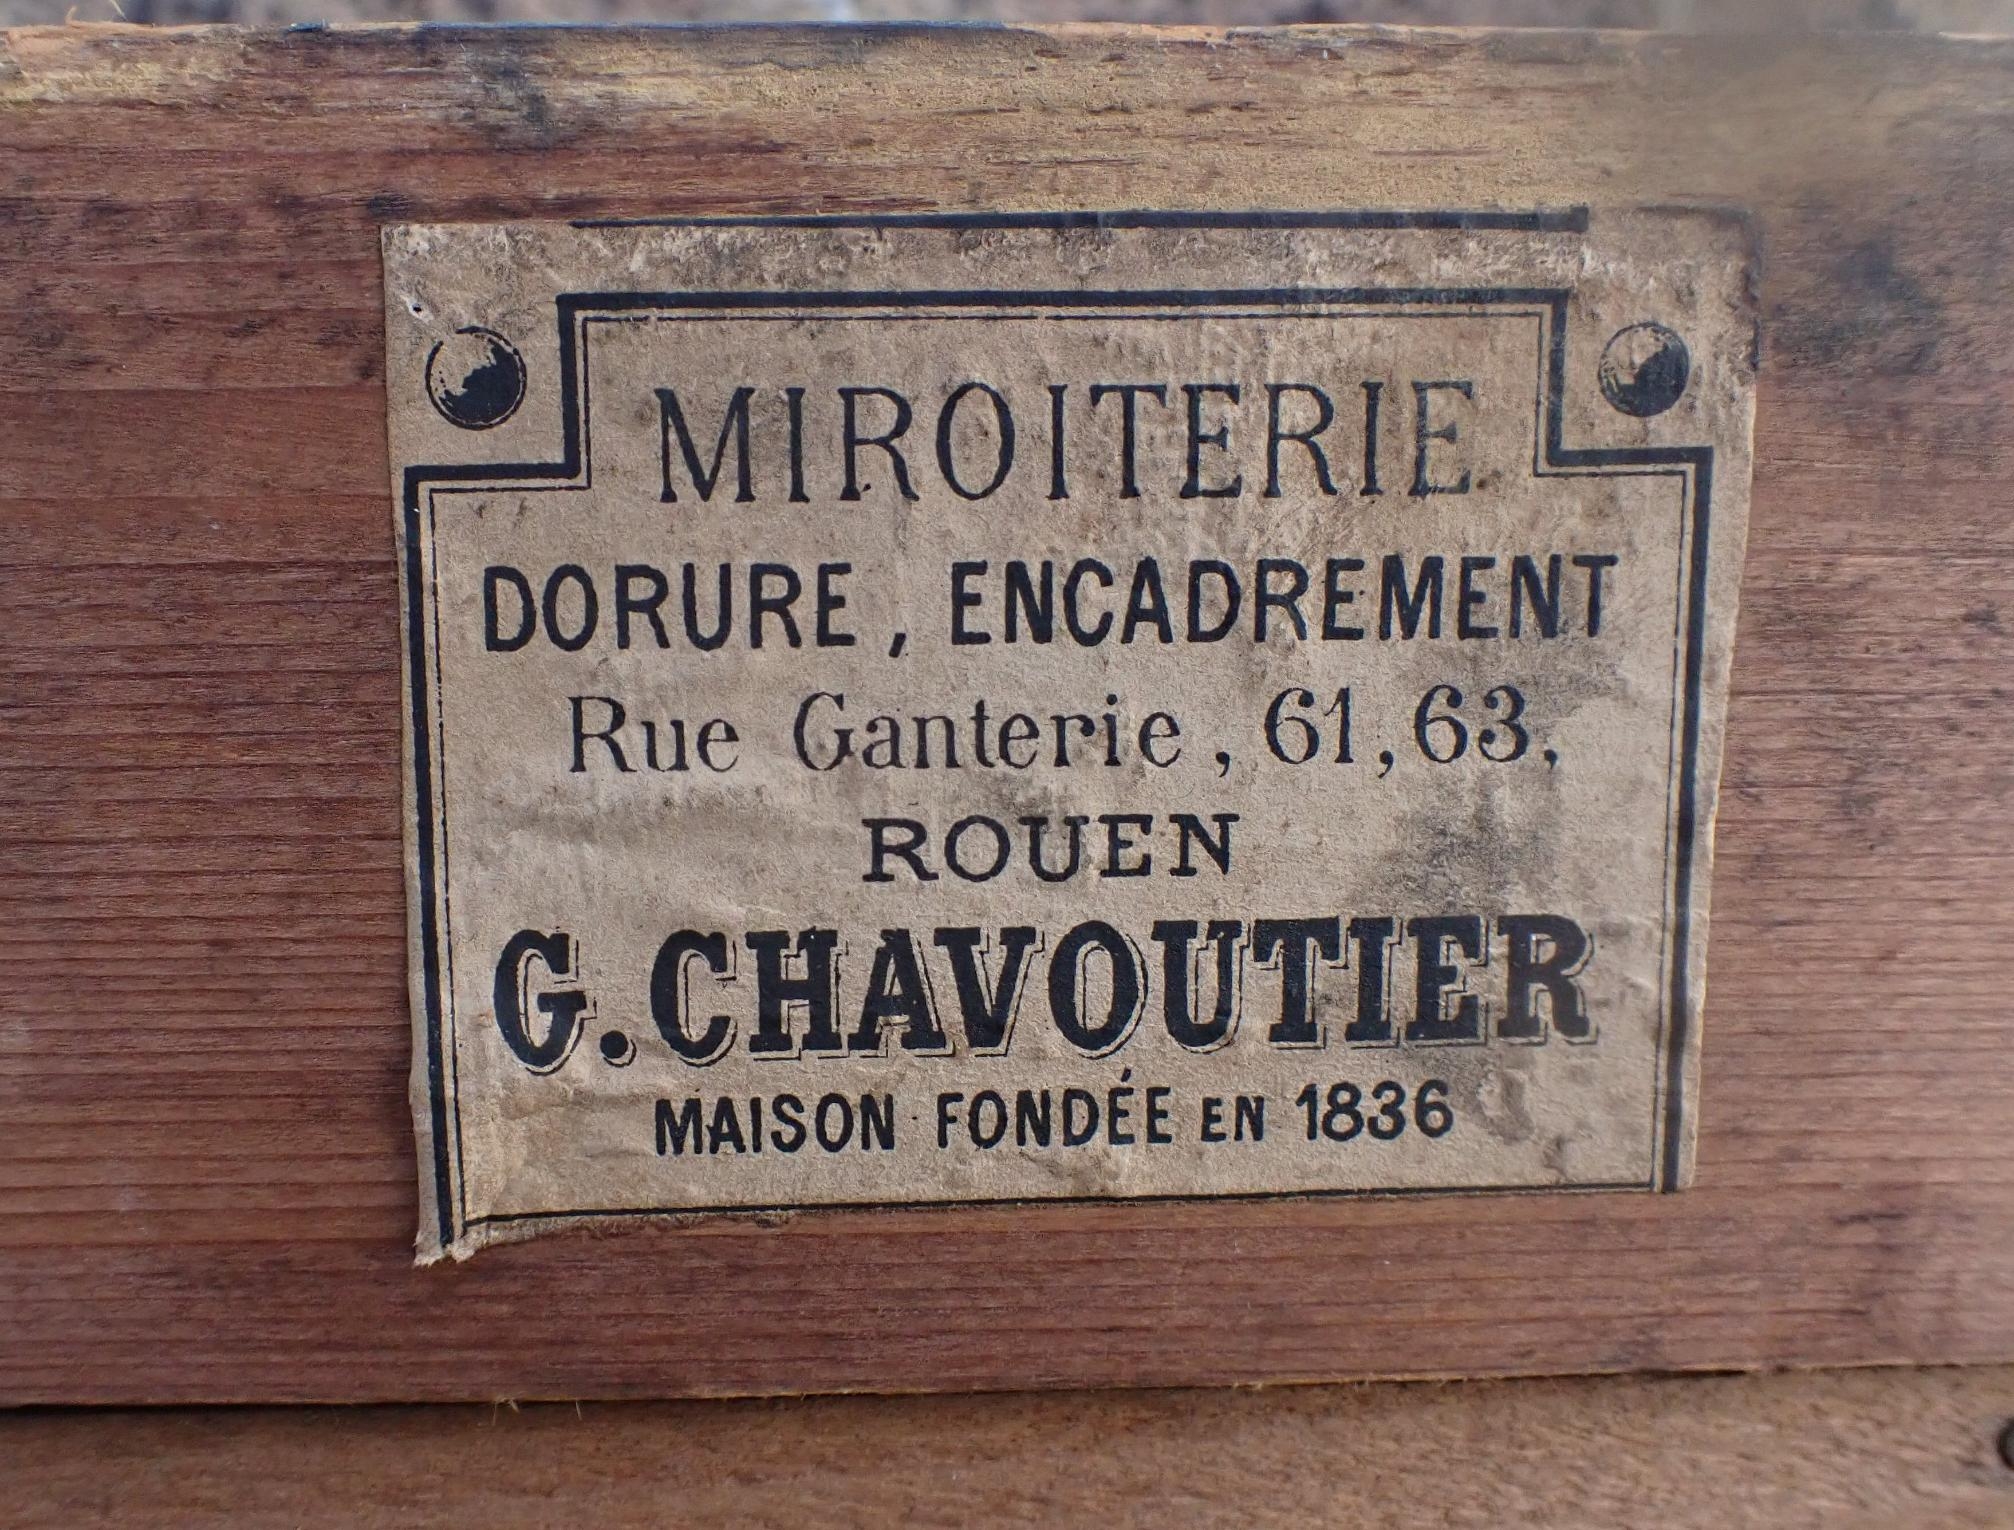 MIROITERIE
DORURE, ENCADREMENT
Rue Ganterie, 61, 63,
ROUEN
G. CHAVOUTIER
MAISON FONDÉE EN 1836